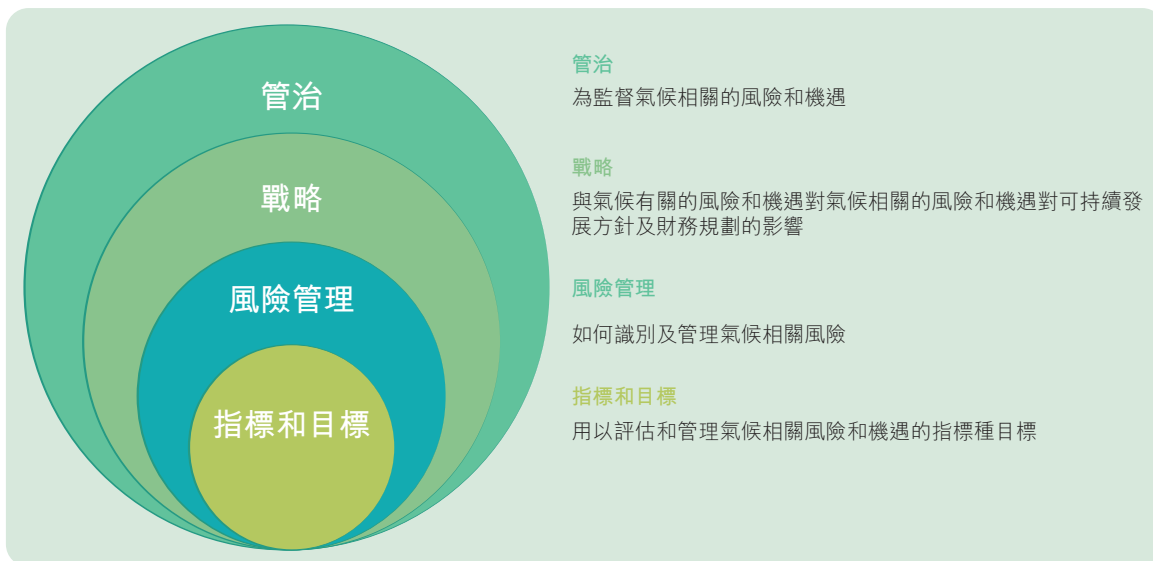 管治
戰略
風險管理
指標和目標
管治
為監督氣候相關的風險和機遇
戰略
與氣候有關的風險和機遇對氣候相關的風險和機遇對可持續發
展方針及財務規劃的影響
風險管理
如何識別及管理氣候相關風險
指標和目標
用以評估和管理氣候相關風險和機遇的指標種目標